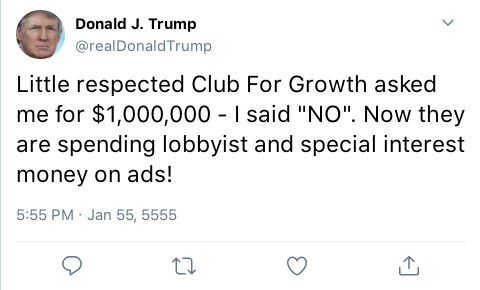 Donald J. Trump
@realDonaldTrump
Little respected Club For Growth asked
me for $1,000,000 - I said "NO". Now they
are spending lobbyist and special interest
money on ads!
5:55 PM · Jan 55, 5555